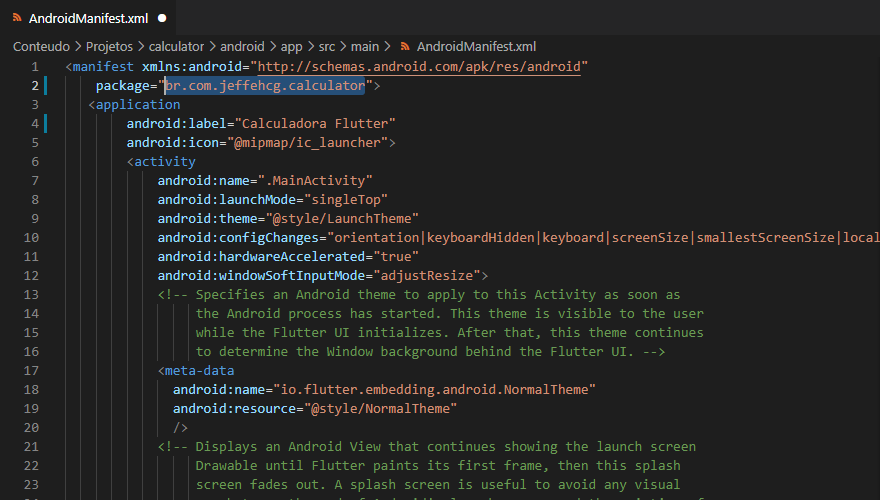 AndroidManifest.xml
Conteudo > Projetos > calculator > android > app > src > main > AndroidManifest.xml
1 <manifest xmlns:android="http://schemas.android.com/apk/res/android"
2 package="br.com.jeffehcg.calculator">
3 <application
4 android:label="Calculadora Flutter"
5 android:icon="@mipmap/ic_launcher">
6 <activity
7 android:name=".MainActivity"
8 android:launchMode="singleTop"
9 android:theme="@style/LaunchTheme"
10 android:configChanges="orientation|keyboardHidden|keyboard|screenSize|smallestScreenSize|local
11 android:hardwareAccelerated="true"
12 android:windowSoftInputMode="adjustResize">
13 <!-- Specifies an Android theme to apply to this Activity as soon as
14 the Android process has started. This theme is visible to the user
15 while the Flutter UI initializes. After that, this theme continues
16 to determine the Window background behind the Flutter UI. -->
17 <meta-data
18 android:name="io.flutter.embedding.android.NormalTheme"
19 android:resource="@style/NormalTheme"
20 />
21 <!-- Displays an Android View that continues showing the launch screen
22 Drawable until Flutter paints its first frame, then this splash
23 screen fades out. A splash screen is useful to avoid any visual